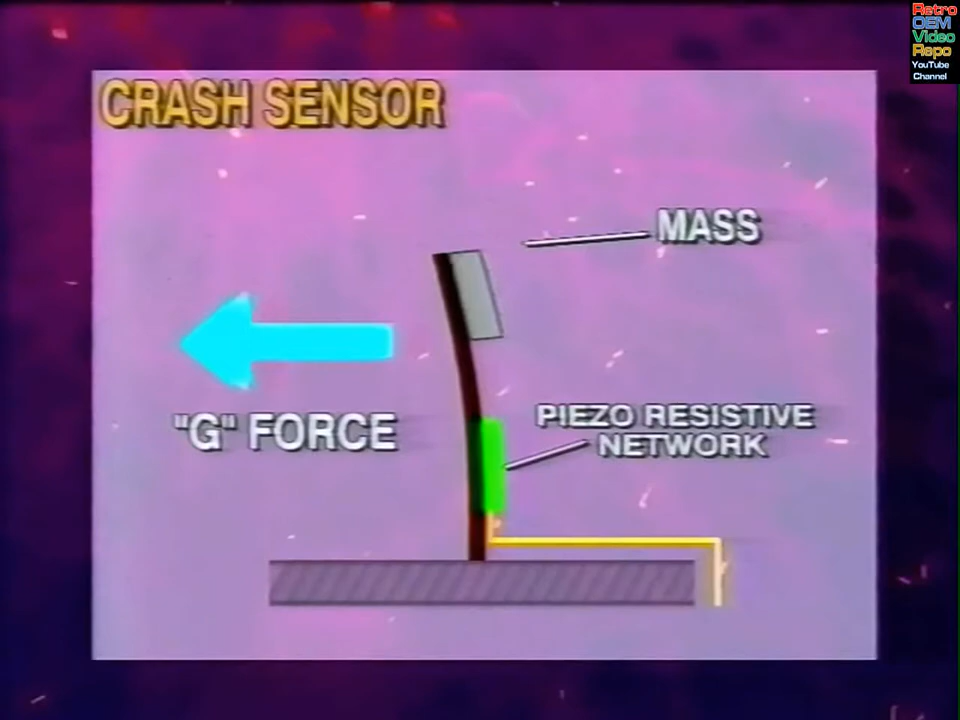 Retro
OEM
Video
Repo
YouTube
Channel
CRASH SENSOR
MASS
"G" FORCE
PIEZO RESISTIVE
NETWORK